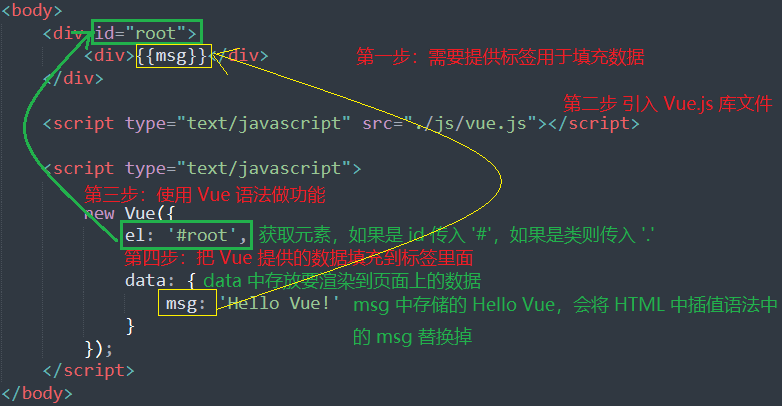 <body>
<div id="root">
<div>{{msg}}</div> 第一步：需要提供标签用于填充数据
</div>
第二步 引入 Vue.js 库文件
<script type="text/javascript" src="./js/vue.js"></script>
<script type="text/javascript">
第三步：使用 Vue 语法做功能
new Vue({
el: '#root', 获取元素，如果是 id 传入 '#'，如果是类则传入 '.'
第四步：把 Vue 提供的数据填充到标签里面
data: { data 中存放要渲染到页面上的数据
msg: 'Hello Vue!' msg 中存储的 Hello Vue，会将 HTML 中插值语法中
} 的 msg 替换掉
});
</script>
</body>